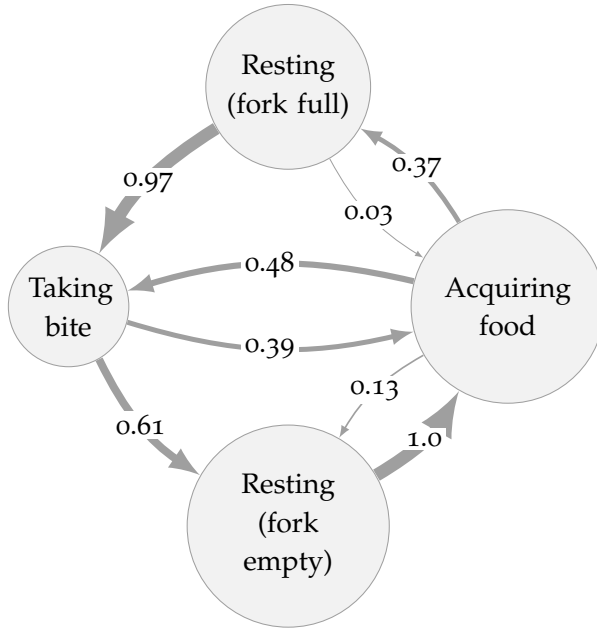 Resting
(fork full)
0.97
0.37
0.03
0.48
Taking
bite
Acquiring
food
0.39
0.13
0.61
1.0
Resting
(fork
empty)